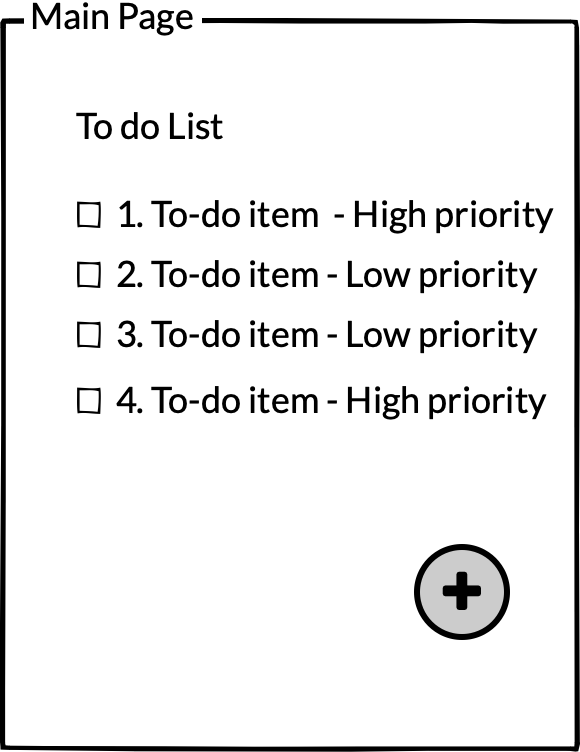 Main Page
To do List
1. To-do item - High priority
2. To-do item - Low priority
3. To-do item - Low priority
4. To-do item - High priority